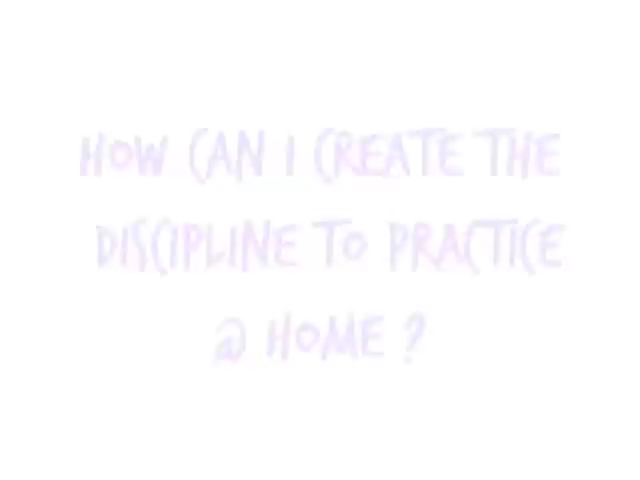 HOW CAN I CREATE THE
DISCIPLINE TO PRACTICE
@ HOME ?